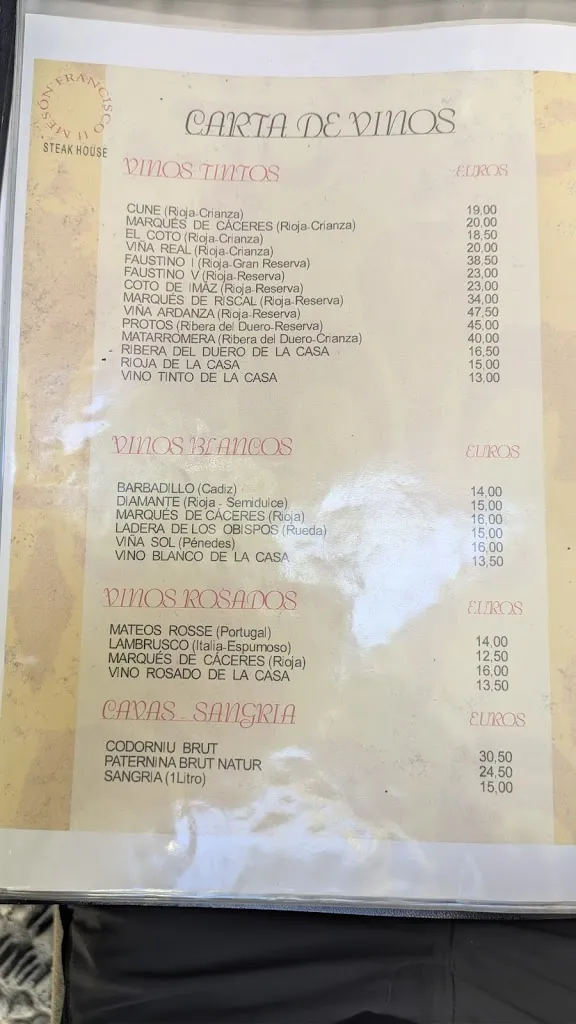 MESÓN FRANCISCO II
STEAK HOUSE
CARTA DE VINOS
VINOS TINTOS EUROS
CUNE (Rioja-Crianza) 19,00
MARQUÉS DE CÁCERES (Rioja-Crianza) 20,00
EL COTO (Rioja-Crianza) 18,50
VIÑA REAL (Rioja-Crianza) 20,00
FAUSTINO I (Rioja-Gran Reserva) 38,50
FAUSTINO V (Rioja-Reserva) 23,00
COTO DE IMÁZ (Rioja-Reserva) 23,00
MARQUÉS DE RISCAL (Rioja-Reserva) 34,00
VIÑA ARDANZA (Rioja-Reserva) 47,50
PROTOS (Ribera del Duero-Reserva) 45,00
MATARROMERA (Ribera del Duero-Crianza) 40,00
RIBERA DEL DUERO DE LA CASA 16,50
RIOJA DE LA CASA 15,00
VINO TINTO DE LA CASA 13,00
VINOS BLANCOS EUROS
BARBADILLO (Cadiz) 14,00
DIAMANTE (Rioja - Semidulce) 15,00
MARQUÉS DE CÁCERES (Rioja) 16,00
LADERA DE LOS OBISPOS (Rueda) 15,00
VIÑA SOL (Pénedes) 16,00
VINO BLANCO DE LA CASA 13,50
VINOS ROSADOS EUROS
MATEOS ROSSE (Portugal) 14,00
LAMBRUSCO (Italia-Espumoso) 12,50
MARQUÉS DE CÁCERES (Rioja) 16,00
VINO ROSADO DE LA CASA 13,50
CAVAS - SANGRIA EUROS
CODORNIU BRUT 30,50
PATERNINA BRUT NATUR 24,50
SANGRIA (1Litro) 15,00